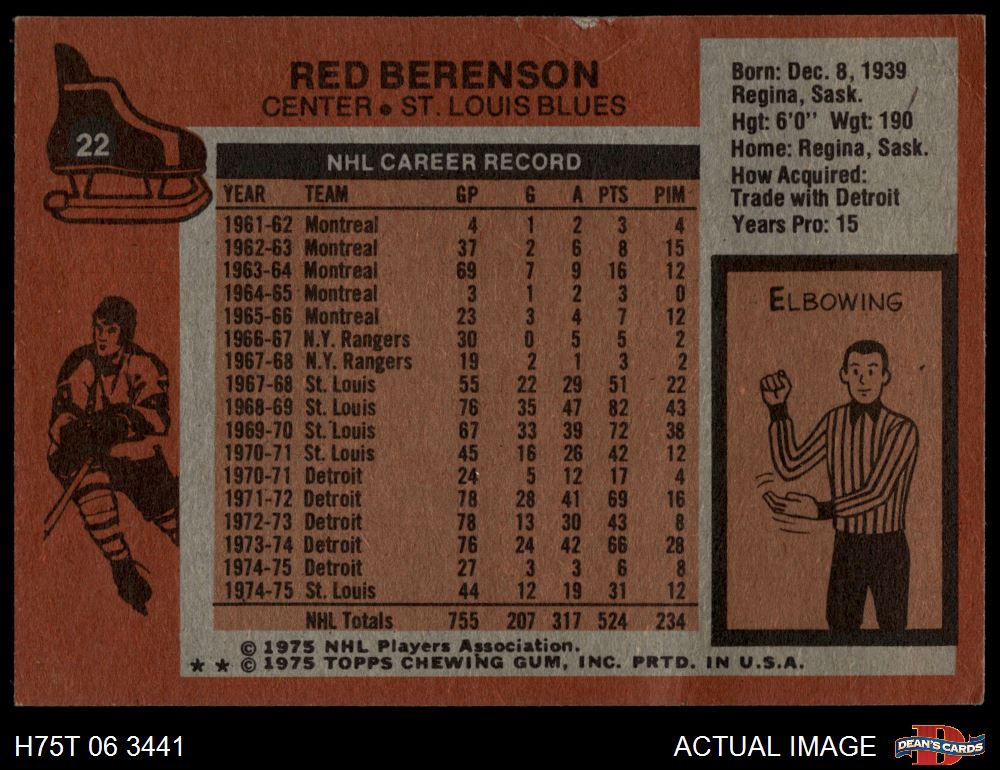 22
RED BERENSON
CENTER • ST. LOUIS BLUES
NHL CAREER RECORD
YEAR TEAM GP G A PTS PIM
1961-62 Montreal 4 1 2 3 4
1962-63 Montreal 37 2 6 8 15
1963-64 Montreal 69 7 9 16 12
1964-65 Montreal 3 1 2 3 0
1965-66 Montreal 23 3 4 7 12
1966-67 N.Y. Rangers 30 0 5 5 2
1967-68 N.Y. Rangers 19 2 1 3 2
1967-68 St. Louis 55 22 29 51 22
1968-69 St. Louis 76 35 47 82 43
1969-70 St. Louis 67 33 39 72 38
1970-71 St. Louis 45 16 26 42 12
1970-71 Detroit 24 5 12 17 4
1971-72 Detroit 78 28 41 69 16
1972-73 Detroit 78 13 30 43 8
1973-74 Detroit 76 24 42 66 28
1974-75 Detroit 27 3 3 6 8
1974-75 St. Louis 44 12 19 31 12
NHL Totals 755 207 317 524 234
© 1975 NHL Players Association.
** © 1975 TOPPS CHEWING GUM, INC. PRTD. IN U.S.A.
Born: Dec. 8, 1939
Regina, Sask.
Hgt: 6'0" Wgt: 190
Home: Regina, Sask.
How Acquired:
Trade with Detroit
Years Pro: 15
ELBOWING
H75T 06 3441
ACTUAL IMAGE
D
DEAN'S CARDS